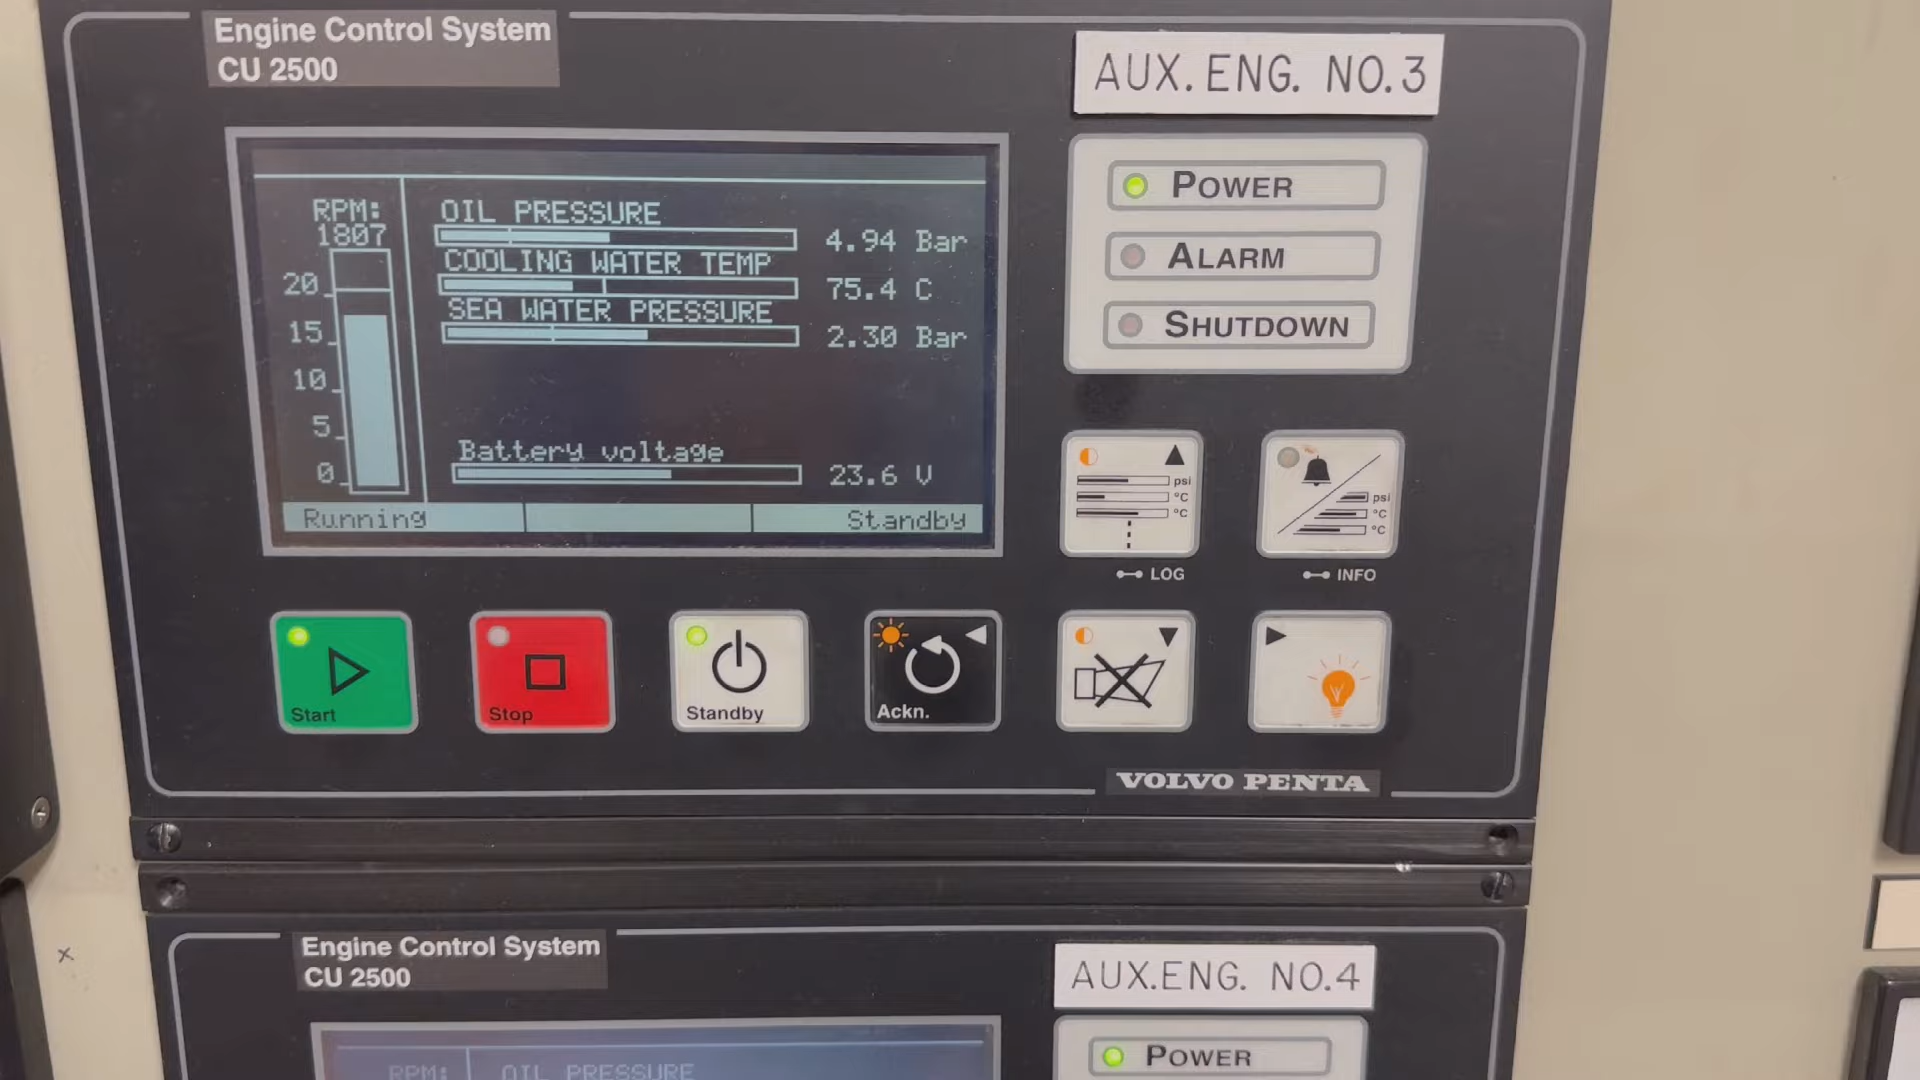 Engine Control System
CU 2500
AUX. ENG. NO.3
RPM:
1807
20
15
10
5
0
OIL PRESSURE
4.94 Bar
COOLING WATER TEMP
75.4 C
SEA WATER PRESSURE
2.30 Bar
Battery voltage
23.6 V
Running
Standby
POWER
ALARM
SHUTDOWN
psi
°C
°C
LOG
psi
°C
°C
INFO
Start
Stop
Standby
Ackn.
VOLVO PENTA
Engine Control System
CU 2500
AUX.ENG. NO.4
RPM:
OIL PRESSURE
POWER